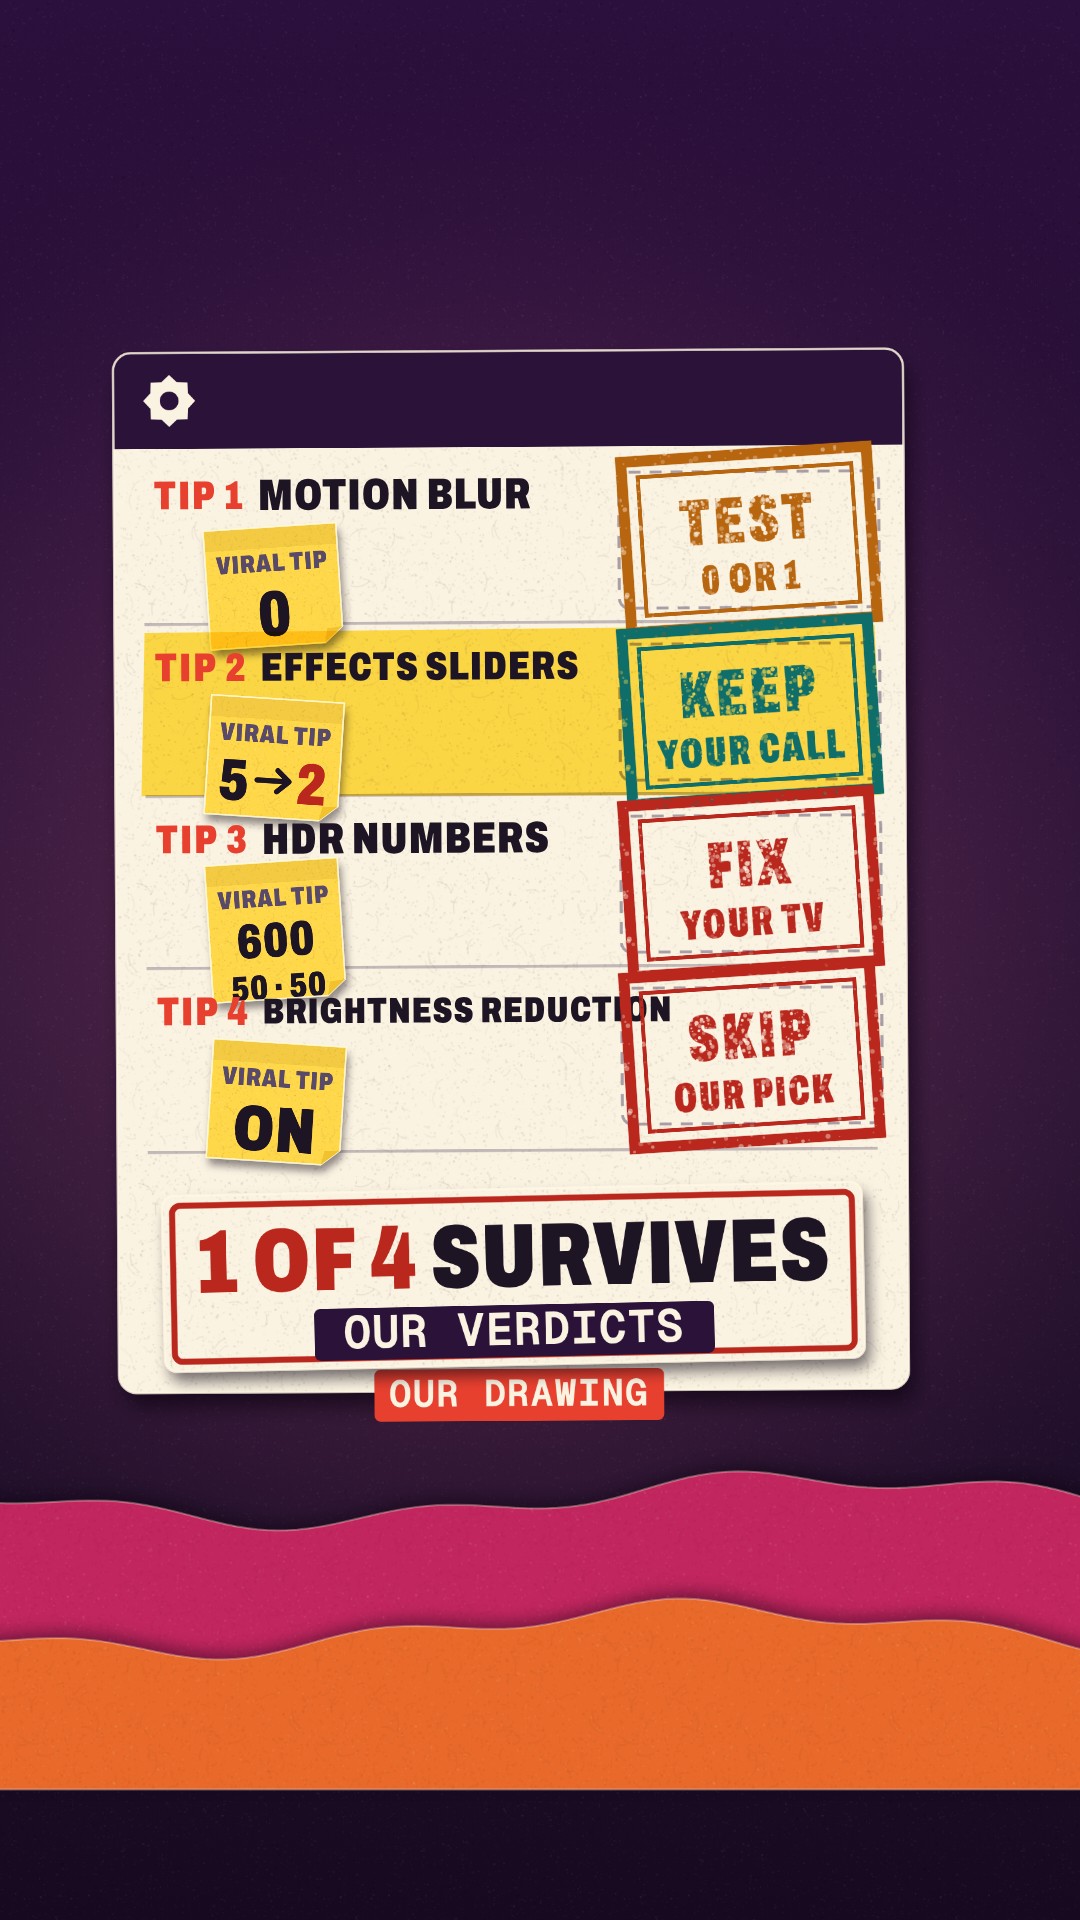 TIP 1 MOTION BLUR
VIRAL TIP
0
TEST
0 OR 1
TIP 2 EFFECTS SLIDERS
VIRAL TIP
5→2
KEEP
YOUR CALL
TIP 3 HDR NUMBERS
VIRAL TIP
600
50·50
FIX
YOUR TV
TIP 4 BRIGHTNESS REDUCTION
VIRAL TIP
ON
SKIP
OUR PICK
1 OF 4 SURVIVES
OUR VERDICTS
OUR DRAWING